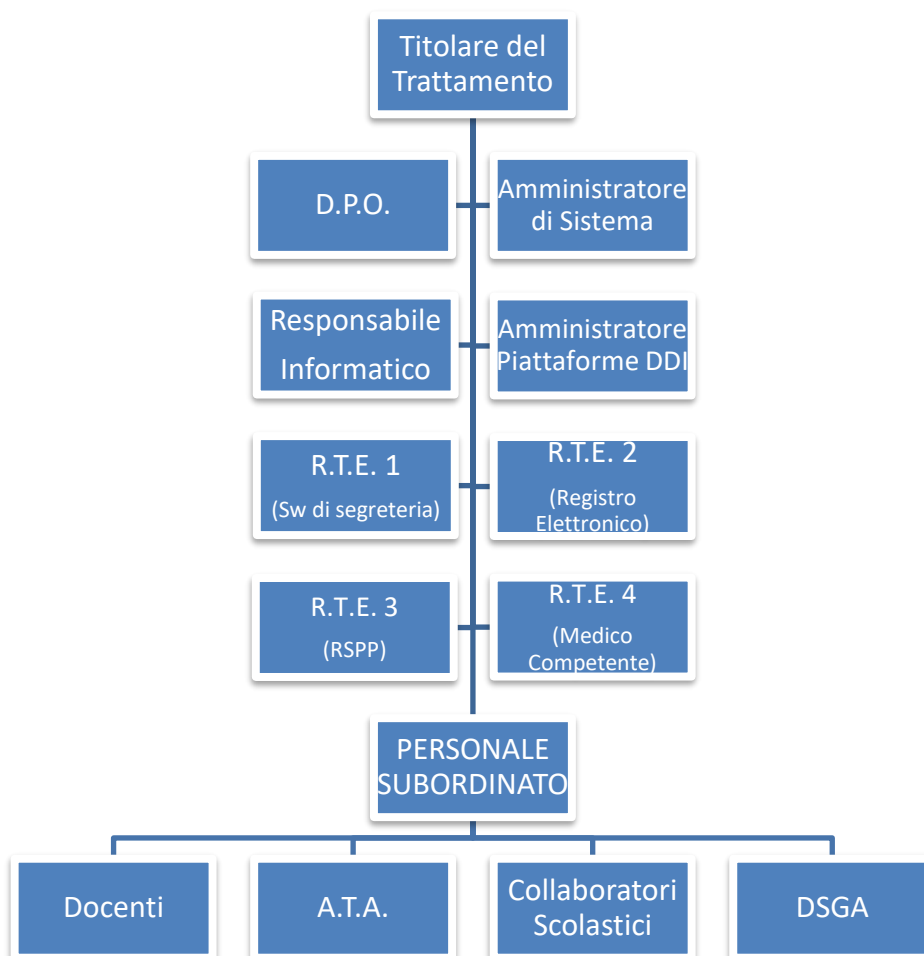 Titolare del
Trattamento
D.P.O.
Amministratore
di Sistema
Responsabile
Informatico
Amministratore
Piattaforme DDI
R.T.E. 1
(Sw di segreteria)
R.T.E. 2
(Registro
Elettronico)
R.T.E. 3
(RSPP)
R.T.E. 4
(Medico
Competente)
PERSONALE
SUBORDINATO
Docenti
A.T.A.
Collaboratori
Scolastici
DSGA